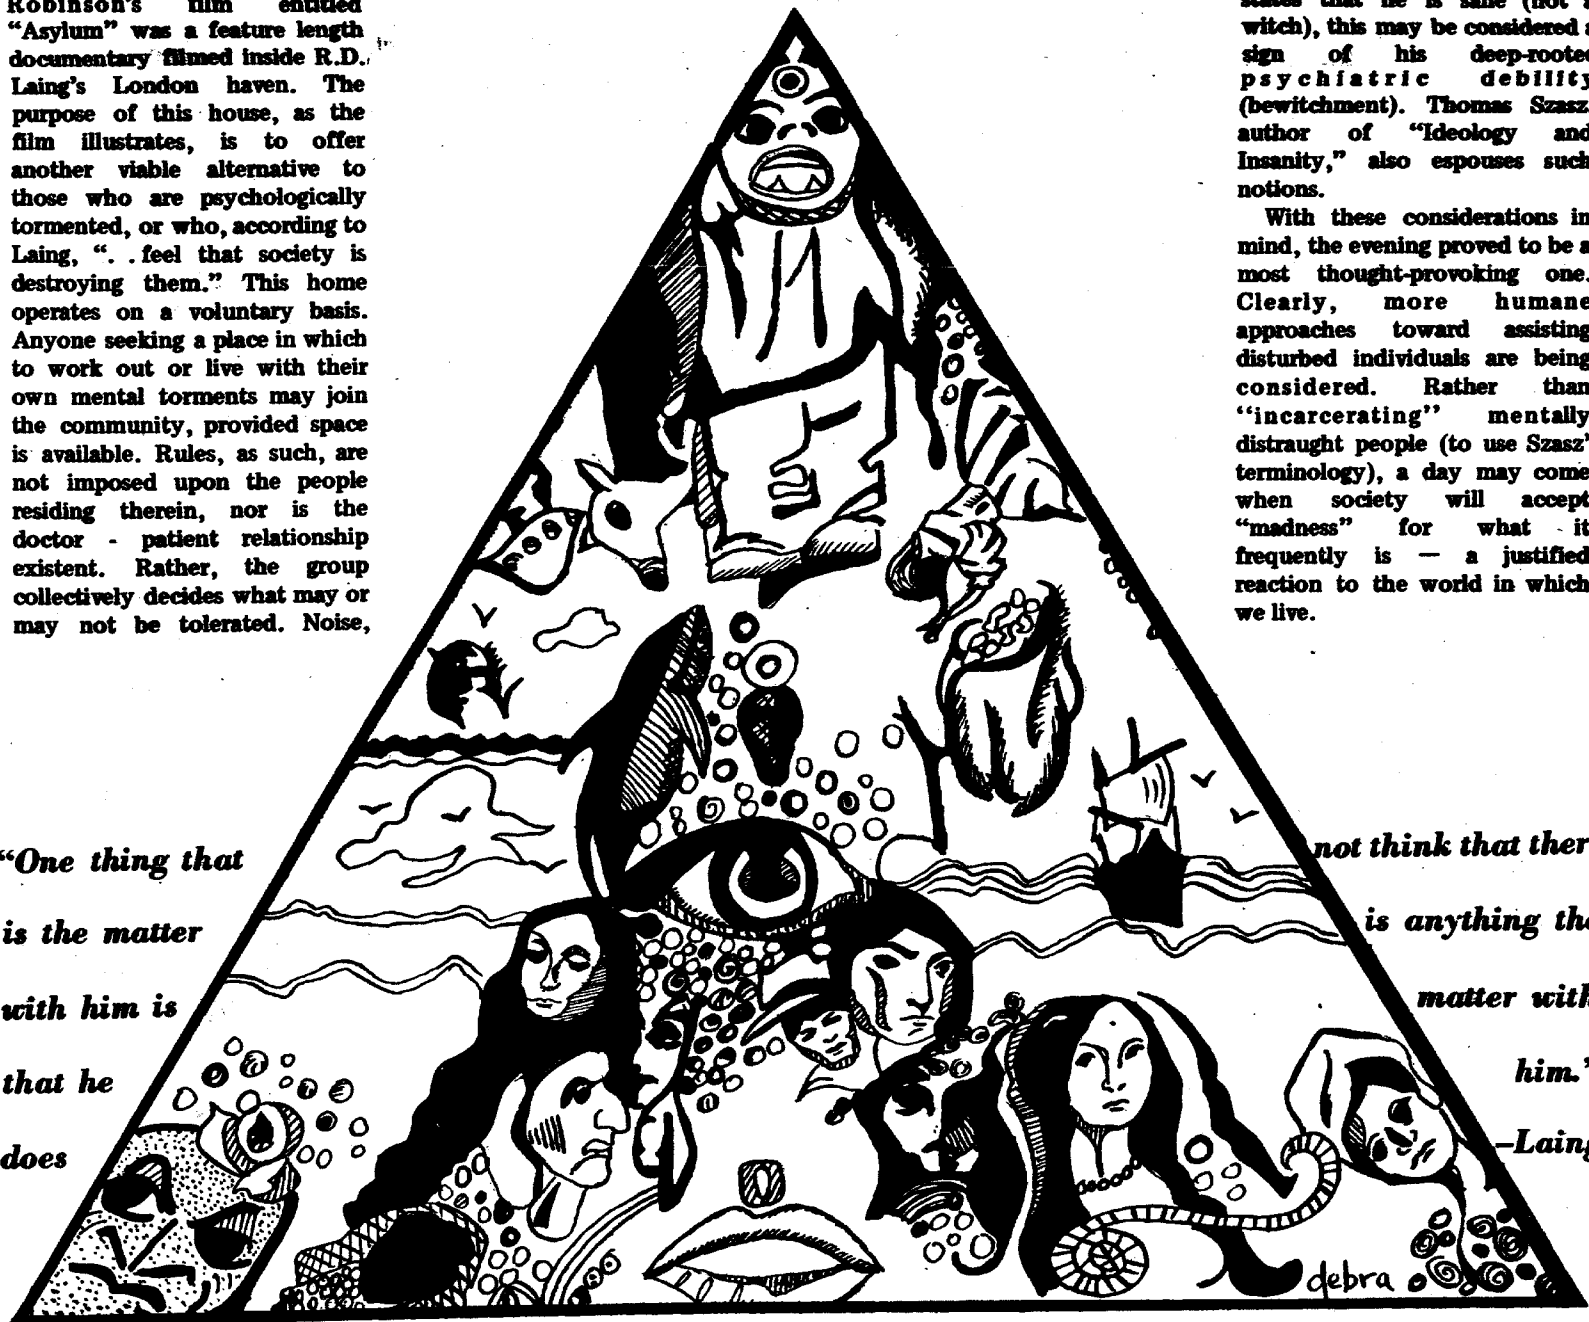 Robinson's film entitled
“Asylum” was a feature length
documentary filmed inside R.D.
Laing's London haven. The
purpose of this house, as the
film illustrates, is to offer
another viable alternative to
those who are psychologically
tormented, or who, according to
Laing, “. . feel that society is
destroying them.” This home
operates on a voluntary basis.
Anyone seeking a place in which
to work out or live with their
own mental torments may join
the community, provided space
is available. Rules, as such, are
not imposed upon the people
residing therein, nor is the
doctor - patient relationship
existent. Rather, the group
collectively decides what may or
may not be tolerated. Noise,
states that he is sane (not a
witch), this may be considered a
sign of his deep-rooted
psychiatric debility
(bewitchment). Thomas Szasz
author of “Ideology and
Insanity,” also espouses such
notions.
With these considerations in
mind, the evening proved to be a
most thought-provoking one.
Clearly, more humane
approaches toward assisting
disturbed individuals are being
considered. Rather than
“incarcerating” mentally
distraught people (to use Szasz'
terminology), a day may come
when society will accept
“madness” for what it
frequently is — a justified
reaction to the world in which
we live.
“One thing that
is the matter
with him is
that he
does
not think that ther
is anything the
matter with
him.”
—Laing
debra